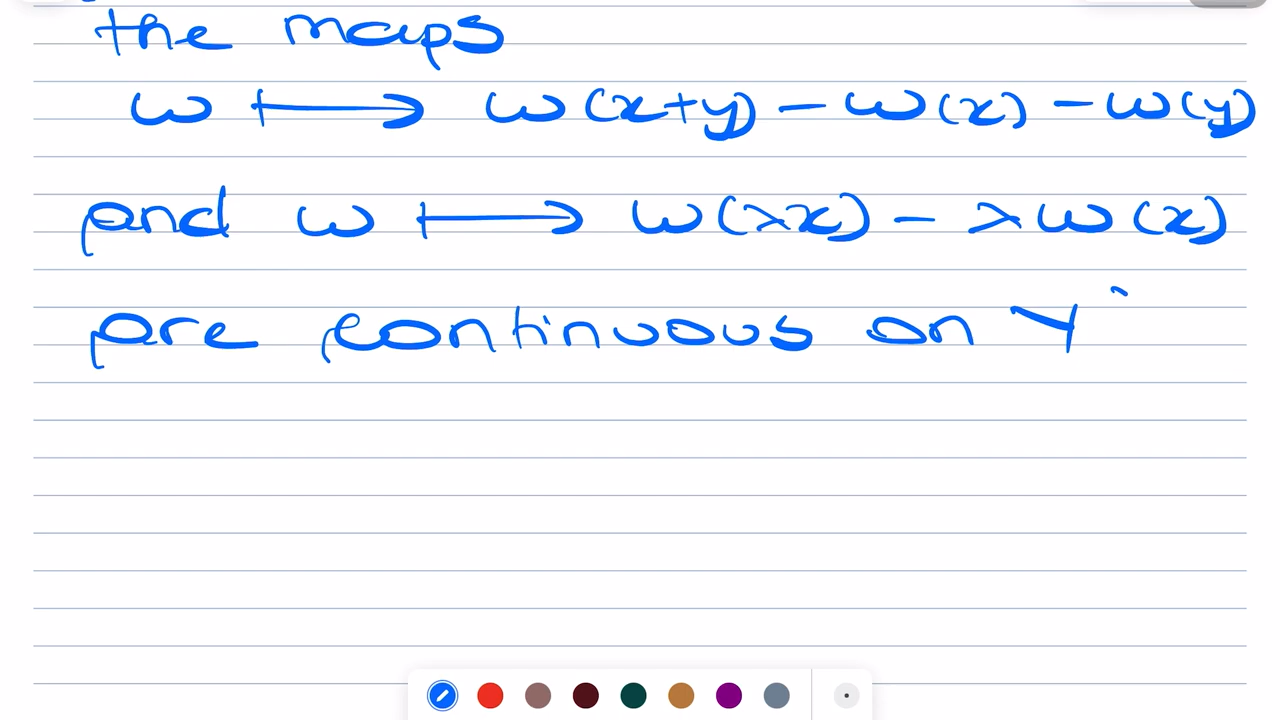 the maps
ω ⟼ ω(x+y) - ω(x) - ω(y)
and ω ⟼ ω(λx) - λω(x)
are continuous on Y